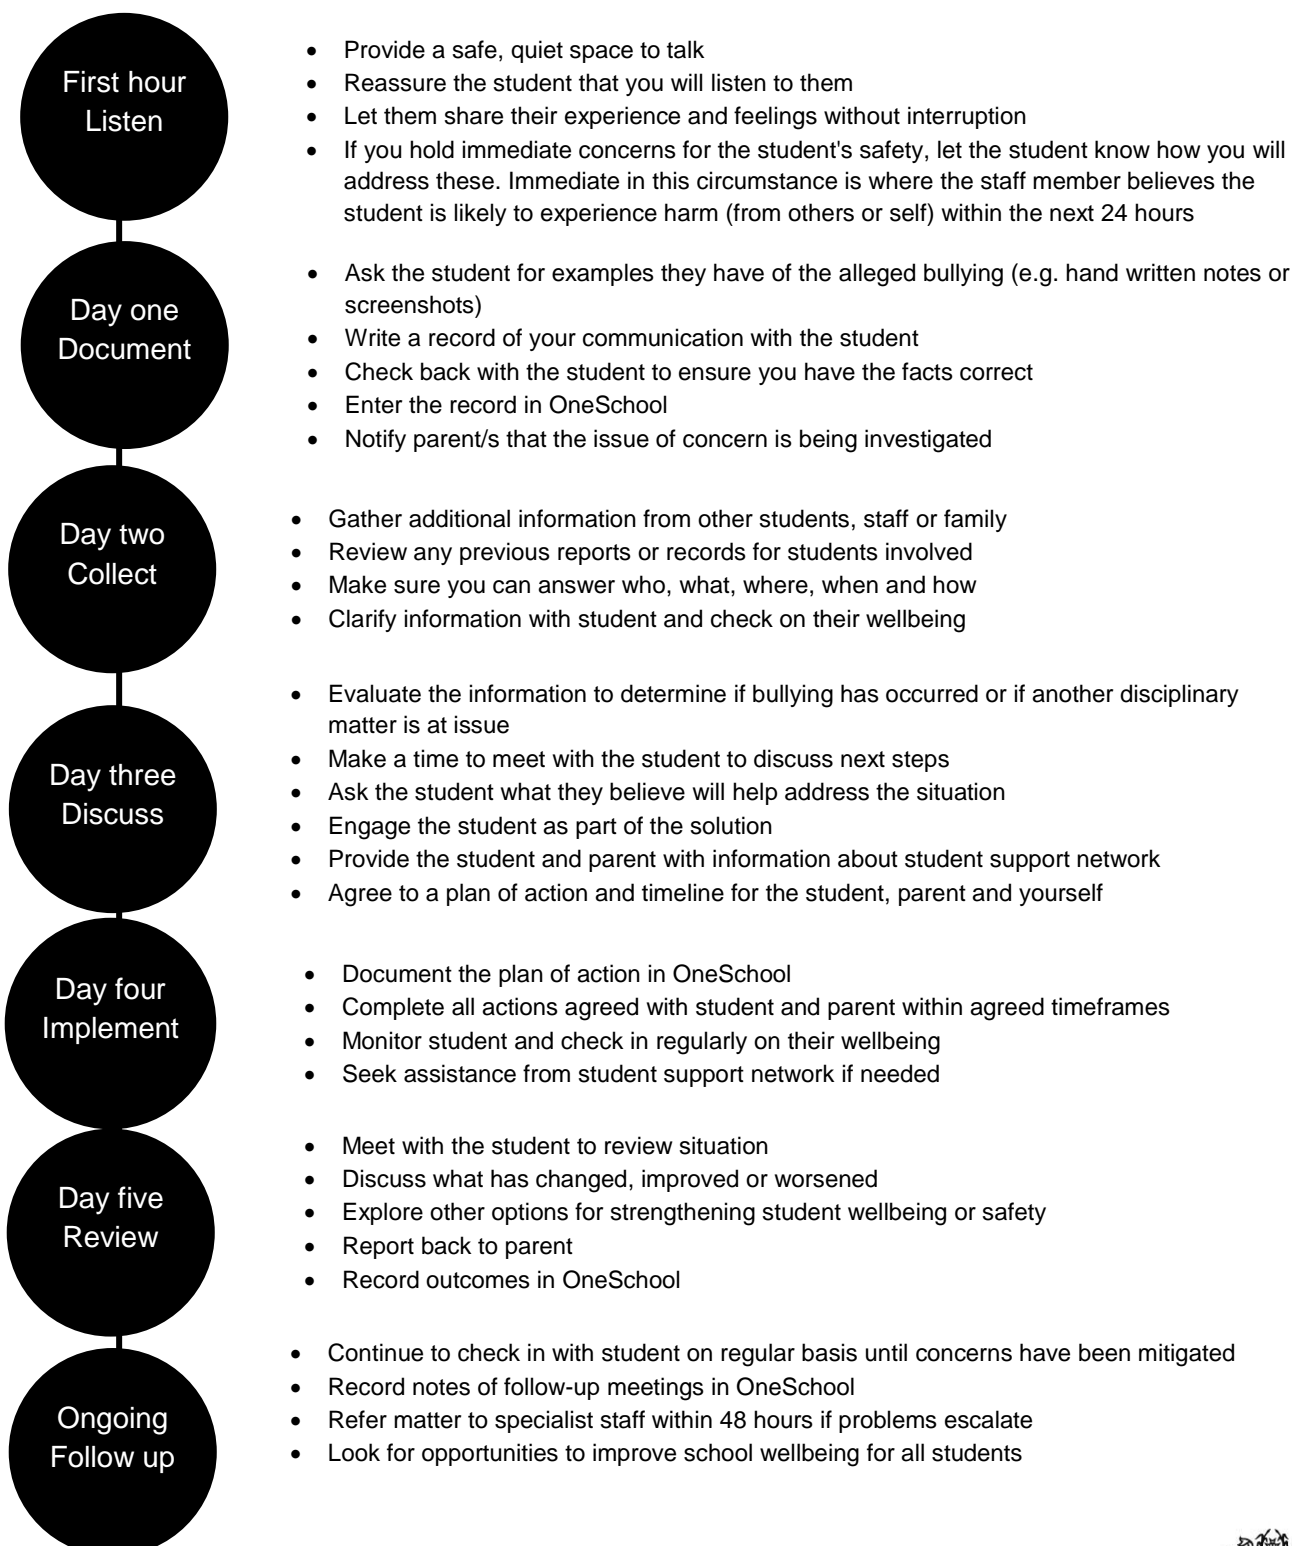 First hour
Listen
• Provide a safe, quiet space to talk
• Reassure the student that you will listen to them
• Let them share their experience and feelings without interruption
• If you hold immediate concerns for the student's safety, let the student know how you will
address these. Immediate in this circumstance is where the staff member believes the
student is likely to experience harm (from others or self) within the next 24 hours
Day one
Document
• Ask the student for examples they have of the alleged bullying (e.g. hand written notes or
screenshots)
• Write a record of your communication with the student
• Check back with the student to ensure you have the facts correct
• Enter the record in OneSchool
• Notify parent/s that the issue of concern is being investigated
Day two
Collect
• Gather additional information from other students, staff or family
• Review any previous reports or records for students involved
• Make sure you can answer who, what, where, when and how
• Clarify information with student and check on their wellbeing
Day three
Discuss
• Evaluate the information to determine if bullying has occurred or if another disciplinary
matter is at issue
• Make a time to meet with the student to discuss next steps
• Ask the student what they believe will help address the situation
• Engage the student as part of the solution
• Provide the student and parent with information about student support network
• Agree to a plan of action and timeline for the student, parent and yourself
Day four
Implement
• Document the plan of action in OneSchool
• Complete all actions agreed with student and parent within agreed timeframes
• Monitor student and check in regularly on their wellbeing
• Seek assistance from student support network if needed
Day five
Review
• Meet with the student to review situation
• Discuss what has changed, improved or worsened
• Explore other options for strengthening student wellbeing or safety
• Report back to parent
• Record outcomes in OneSchool
Ongoing
Follow up
• Continue to check in with student on regular basis until concerns have been mitigated
• Record notes of follow-up meetings in OneSchool
• Refer matter to specialist staff within 48 hours if problems escalate
• Look for opportunities to improve school wellbeing for all students